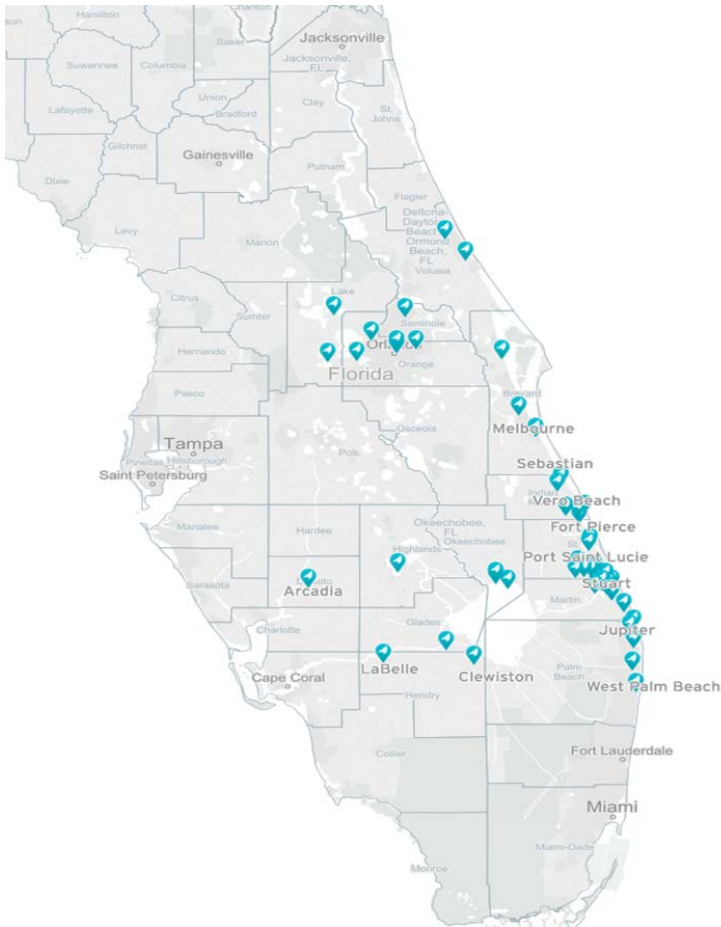 Hamilton
Charlton
Baker
Jacksonville
Jacksonville,
FL
Suwannee
Columbia
Union
Bradford
Clay
St.
Johns
Lafayette
Gilchrist
Gainesville
Putnam
Dixie
Flagler
Levy
Marion
Deltona-
Daytona
Beach
Ormond
Beach,
FL
Volusia
Lake
Citrus
Sumter
Seminole
Hernando
Orange
Florida
Pasco
Brevard
Osceola
Melbourne
Tampa
Polk
Pinellas
Hillsborough
Saint Petersburg
Sebastian
Indian
Vero Beach
Manatee
Hardee
Okeechobee,
FL
Okeechobee
Fort Pierce
Highlands
St.
Port Saint Lucie
Sarasota
Arcadia
Stuart
Martin
Charlotte
Glades
Jupiter
LaBelle
Clewiston
Cape Coral
Hendry
Palm
Beach
West Palm Beach
Collier
Fort Lauderdale
Miami
Miami-Dade
Monroe